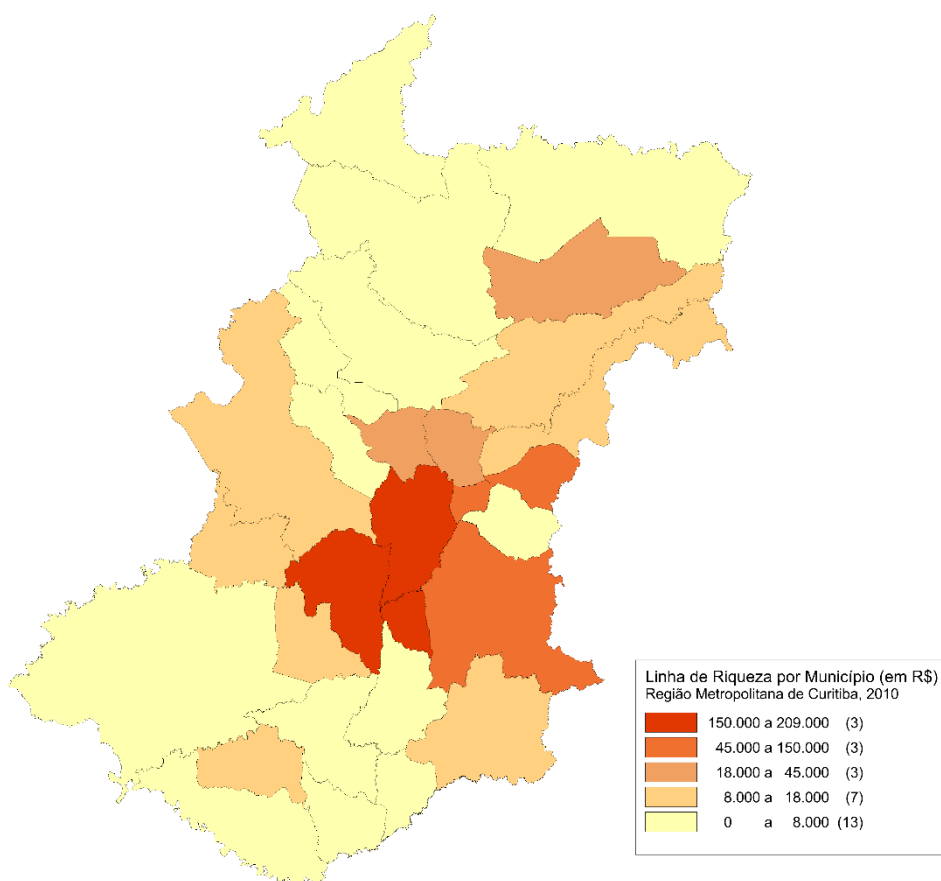 Linha de Riqueza por Município (em R$)
Região Metropolitana de Curitiba, 2010
150.000 a 209.000 (3)
45.000 a 150.000 (3)
18.000 a 45.000 (3)
8.000 a 18.000 (7)
0 a 8.000 (13)